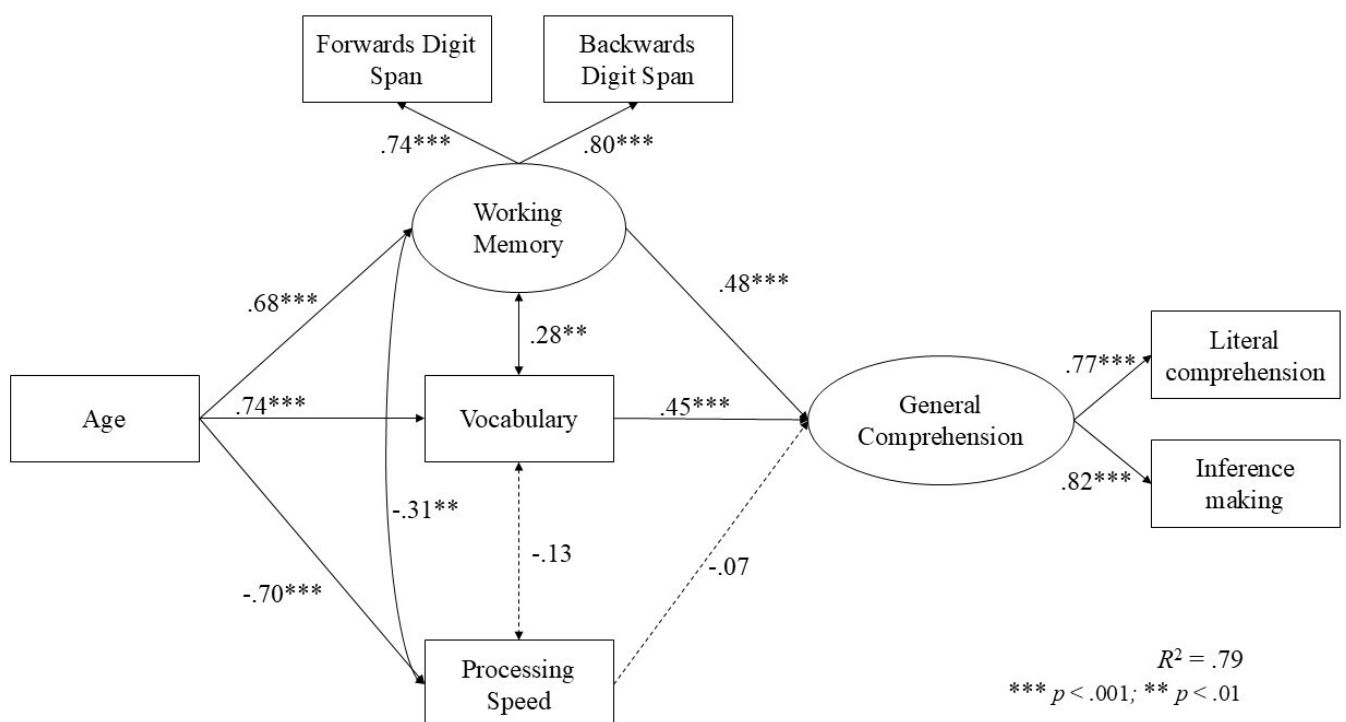 Forwards Digit
Span
Backwards
Digit Span
.74***
.80***
Working
Memory
.68***
.48***
.28**
Literal
comprehension
.77***
Age
.74***
Vocabulary
.45***
General
Comprehension
Inference
making
.82***
-.31**
-.13
-.07
-.70***
Processing
Speed
R² = .79
*** p < .001; ** p < .01